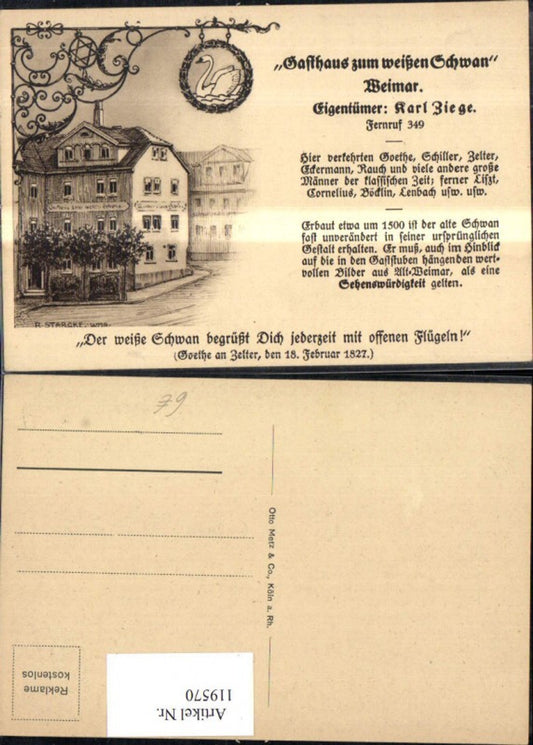 „Gasthaus zum weißen Schwan“
Weimar.
Eigentümer: Karl Ziege.
Fernruf 349
Hier verkehrten Goethe, Schiller, Zelter,
Eckermann, Rauch und viele andere große
Männer der klassischen Zeit; ferner Liszt,
Cornelius, Böcklin, Lenbach usw. usw.
Erbaut etwa um 1500 ist der alte Schwan
fast unverändert in seiner ursprünglichen
Gestalt erhalten. Er muß, auch im Hinblick
auf die in den Gaststuben hängenden wert-
vollen Bilder aus Alt-Weimar, als eine
Sehenswürdigkeit gelten.
R. STARCKE. WMR.
„Der weiße Schwan begrüßt Dich jederzeit mit offenen Flügeln!“
(Goethe an Zelter, den 18. Februar 1827.)
79
Otto Metz & Co., Köln a. Rh.
Reklame
kostenlos
Artikel Nr.
119570